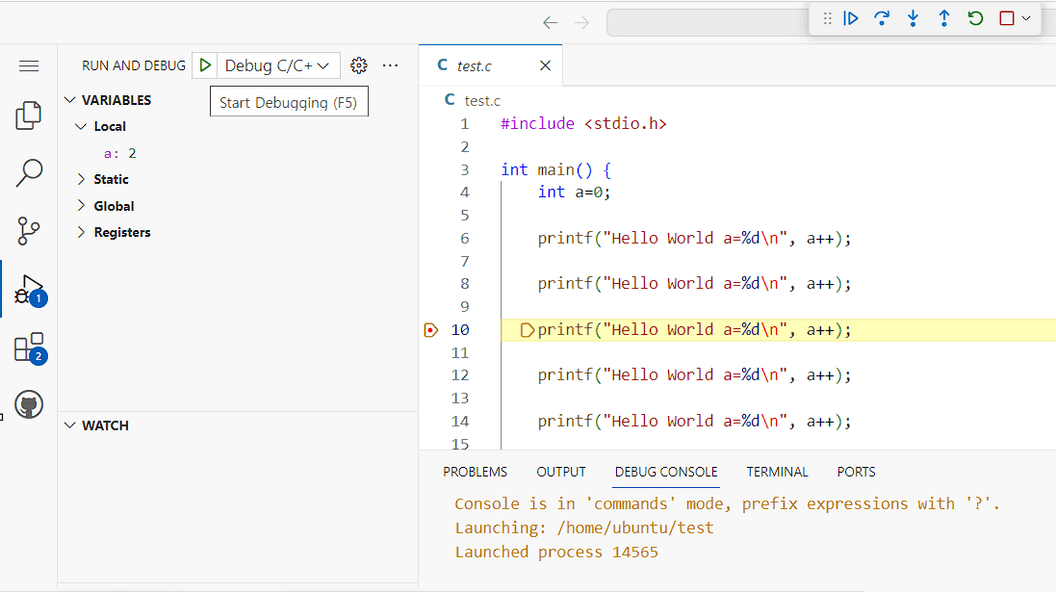 RUN AND DEBUG
Debug C/C+
Start Debugging (F5)
VARIABLES
Local
a: 2
Static
Global
Registers
WATCH
1
2
C test.c
C test.c
1 #include <stdio.h>
2
3 int main() {
4 int a=0;
5
6 printf("Hello World a=%d\n", a++);
7
8 printf("Hello World a=%d\n", a++);
9
10 printf("Hello World a=%d\n", a++);
11
12 printf("Hello World a=%d\n", a++);
13
14 printf("Hello World a=%d\n", a++);
15
PROBLEMS OUTPUT DEBUG CONSOLE TERMINAL PORTS
Console is in 'commands' mode, prefix expressions with '?'.
Launching: /home/ubuntu/test
Launched process 14565